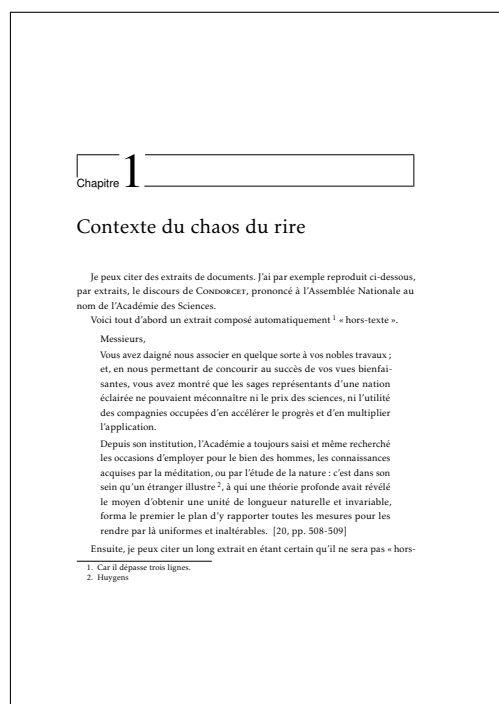 Chapitre 1
Contexte du chaos du rire
Je peux citer des extraits de documents. J'ai par exemple reproduit ci-dessous,
par extraits, le discours de Condorcet, prononcé à l'Assemblée Nationale au
nom de l'Académie des Sciences.
Voici tout d'abord un extrait composé automatiquement 1 « hors-texte ».
Messieurs,
Vous avez daigné nous associer en quelque sorte à vos nobles travaux ;
et, en nous permettant de concourir au succès de vos vues bienfai-
santes, vous avez montré que les sages représentants d'une nation
éclairée ne pouvaient méconnaître ni le prix des sciences, ni l'utilité
des compagnies occupées d'en accélérer le progrès et d'en multiplier
l'application.
Depuis son institution, l'Académie a toujours saisi et même recherché
les occasions d'employer pour le bien des hommes, les connaissances
acquises par la méditation, ou par l'étude de la nature : c'est dans son
sein qu'un étranger illustre 2, à qui une théorie profonde avait révélé
le moyen d'obtenir une unité de longueur naturelle et invariable,
forma le premier le plan d'y rapporter toutes les mesures pour les
rendre par là uniformes et inaltérables. [20, pp. 508-509]
Ensuite, je peux citer un long extrait en étant certain qu'il ne sera pas « hors-
1. Car il dépasse trois lignes.
2. Huygens